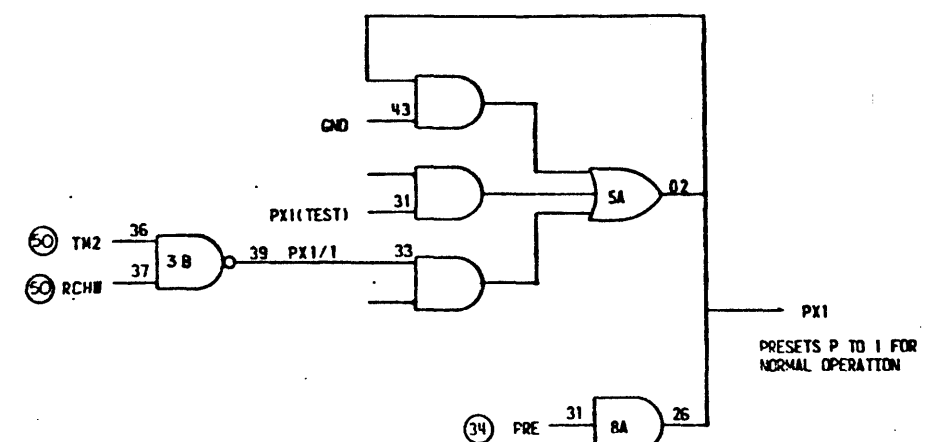 43
GND
02
5A
31
PX1(TEST)
50 TM2 36
3B 39 PX1/1 33
50 RCHW 37
PX1
PRESETS P TO 1 FOR
NORMAL OPERATION
34 PRE 31 8A 26